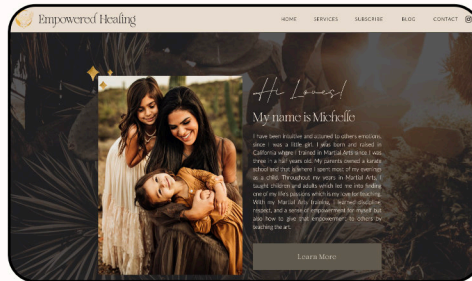 Empowered Healing
HOME SERVICES SUBSCRIBE BLOG CONTACT
Hi Loves!
My name is Michelle
I have been intuitive and attuned to others emotions,
since I was a little girl. I was born and raised in
California where I trained in Martial Arts since I was
three in a half years old. My parents owned a karate
school and that is where I spent most of my evenings
as a child. Throughout my years in Martial Arts, I
taught children and adults which led me into finding
one of my life's passions which is my love for teaching.
With my Martial Arts training, I learned discipline,
respect, and a sense of empowerment for myself but
also how to give that empowerment to others by
teaching the art.
Learn More